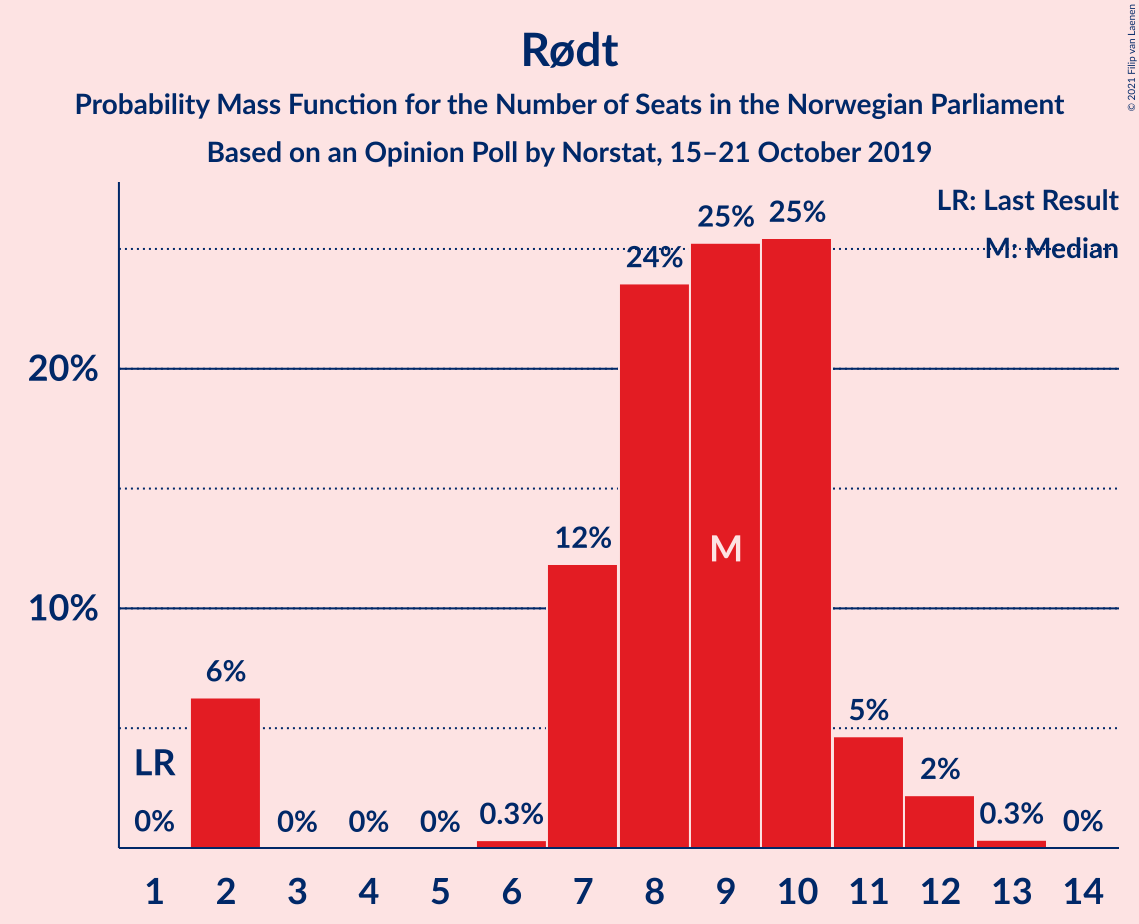 Rødt
Probability Mass Function for the Number of Seats in the Norwegian Parliament
Based on an Opinion Poll by Norstat, 15–21 October 2019
© 2021 Filip van Laenen
LR: Last Result
M: Median
20%
10%
LR
0%
6%
0%
0%
0%
0.3%
12%
24%
25%
M
25%
5%
2%
0.3%
0%
1 2 3 4 5 6 7 8 9 10 11 12 13 14